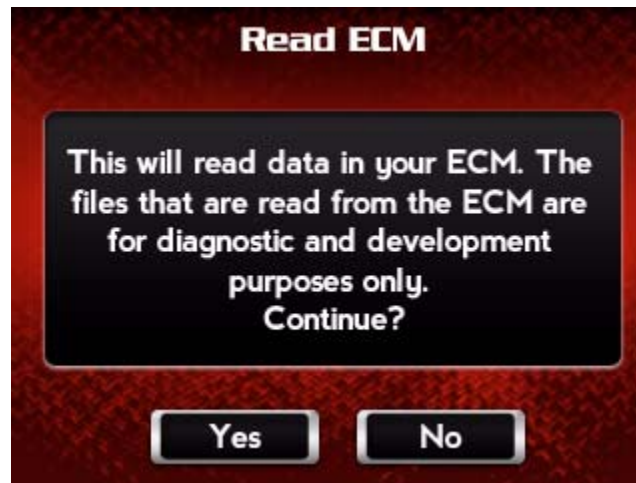 Read ECM
This will read data in your ECM. The
files that are read from the ECM are
for diagnostic and development
purposes only.
Continue?
Yes
No